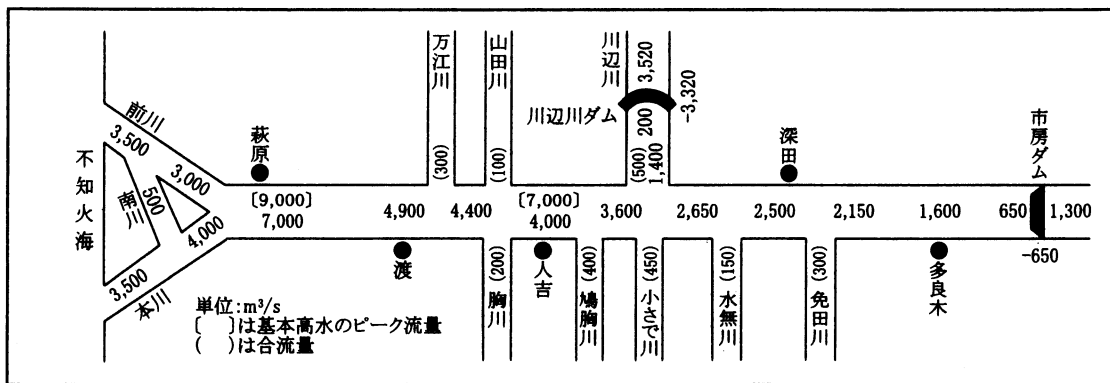 万江川
(300)
山田川
(100)
川辺川
3,520
-3,320
川辺川ダム
200
(500)
1,400
深田
市房ダム
前川
3,500
萩原
不知火海
南川
500
3,000
4,000
〔9,000〕
7,000
4,900
4,400
〔7,000〕
4,000
3,600
2,650
2,500
2,150
1,600
650
1,300
-650
3,500
本川
渡
(200)
胸川
人吉
(400)
鳩胸川
(450)
小さで川
(150)
水無川
(300)
免田川
多良木
単位:m³/s
〔 〕は基本高水のピーク流量
( )は合流量